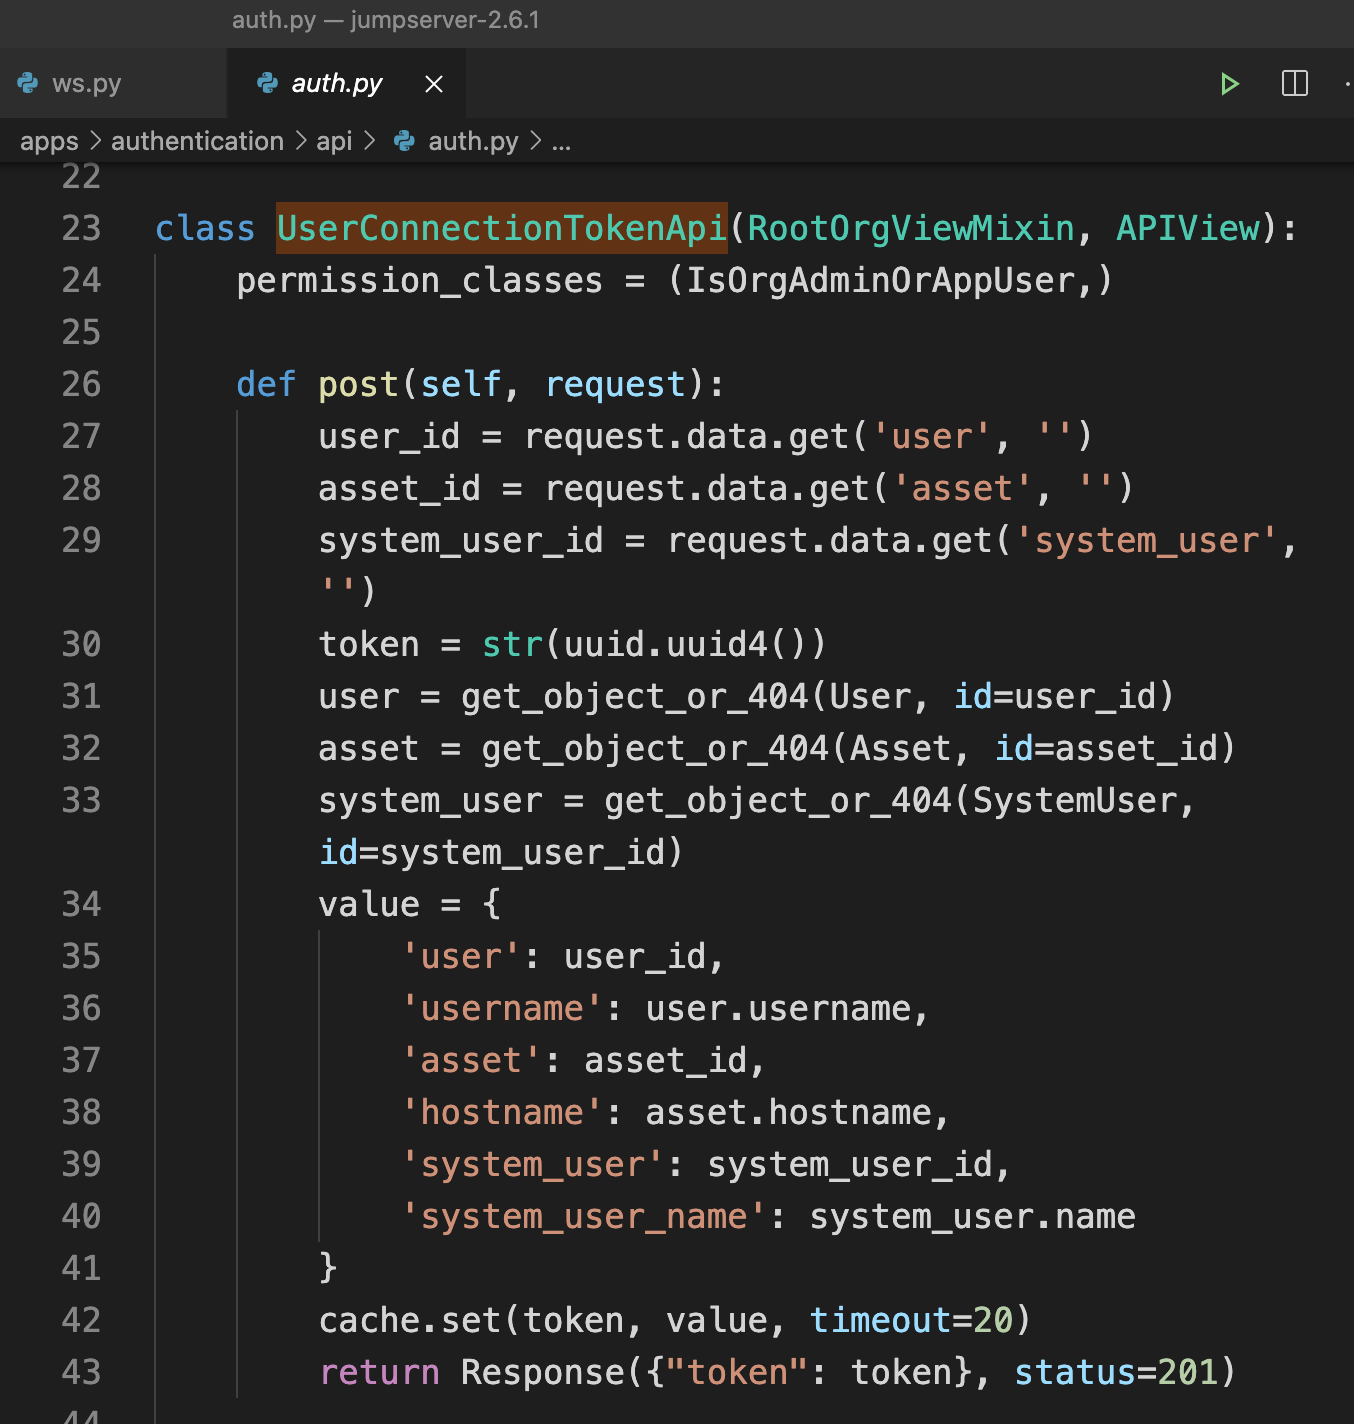 auth.py — jumpserver-2.6.1
ws.py auth.py
apps > authentication > api > auth.py > ...
22
23 class UserConnectionTokenApi(RootOrgViewMixin, APIView):
24 permission_classes = (IsOrgAdminOrAppUser,)
25
26 def post(self, request):
27 user_id = request.data.get('user', '')
28 asset_id = request.data.get('asset', '')
29 system_user_id = request.data.get('system_user',
'')
30 token = str(uuid.uuid4())
31 user = get_object_or_404(User, id=user_id)
32 asset = get_object_or_404(Asset, id=asset_id)
33 system_user = get_object_or_404(SystemUser,
id=system_user_id)
34 value = {
35 'user': user_id,
36 'username': user.username,
37 'asset': asset_id,
38 'hostname': asset.hostname,
39 'system_user': system_user_id,
40 'system_user_name': system_user.name
41 }
42 cache.set(token, value, timeout=20)
43 return Response({"token": token}, status=201)
44